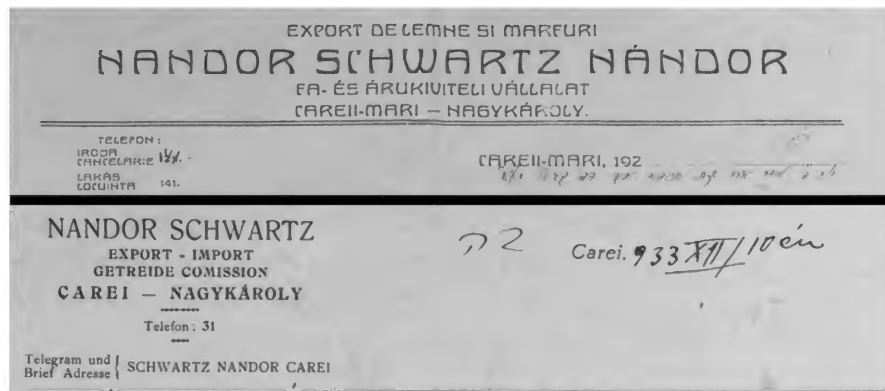 EXPORT DE LEMNE SI MARFURI
NANDOR SCHWARTZ NÁNDOR
FA- ÉS ÁRUKIVITELI VÁLLALAT
CAREII-MARI — NAGYKÁROLY.
TELEFON:
IRODA
CANCELARIE
LAKÁS
LOCUINTA 141.
CAREII-MARI, 192
NANDOR SCHWARTZ
EXPORT - IMPORT
GETREIDE COMISSION
CAREI — NAGYKÁROLY
Telefon: 31
Telegram und
Brief Adresse { SCHWARTZ NANDOR CAREI
Carei, 933 XII/10 én